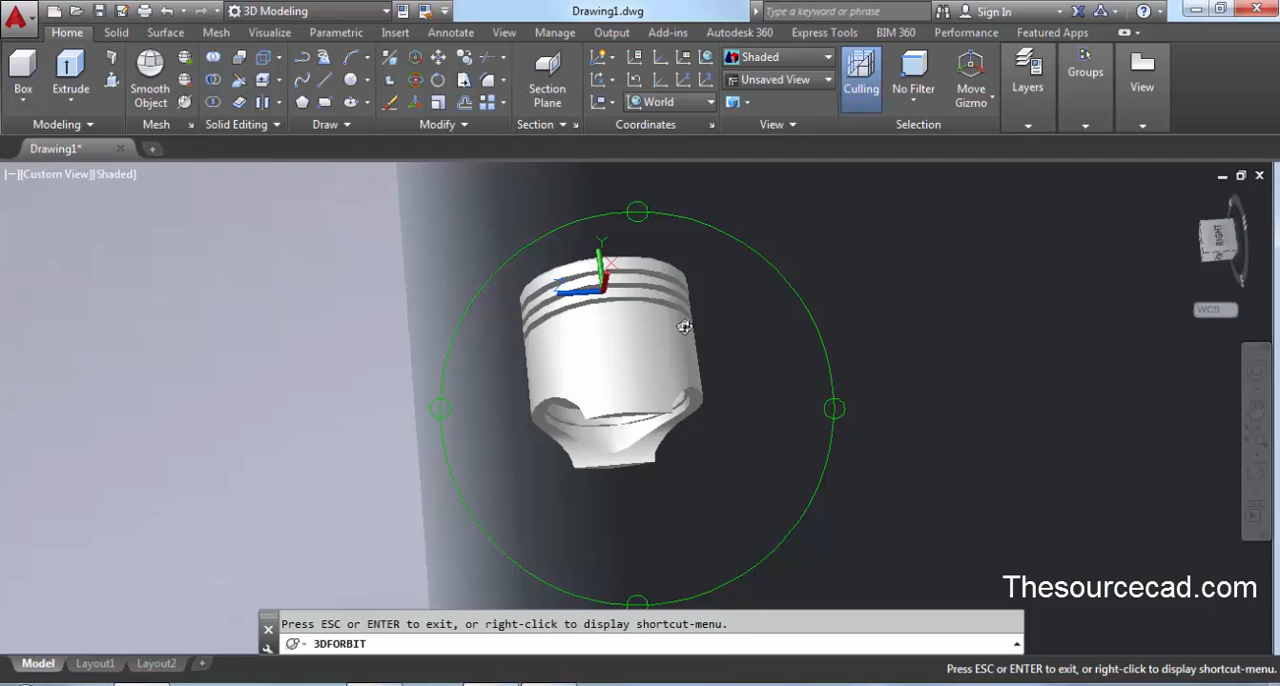 3D Modeling
Drawing1.dwg
Type a keyword or phrase
Sign In
Home Solid Surface Mesh Visualize Parametric Insert Annotate View Manage Output Add-ins Autodesk 360 Express Tools BIM 360 Performance Featured Apps
Box
Extrude
Smooth Object
Section Plane
World
Shaded
Unsaved View
Culling
No Filter
Move Gizmo
Layers
Groups
View
Modeling
Mesh
Solid Editing
Draw
Modify
Section
Coordinates
View
Selection
Drawing1*
[−][Custom View][Shaded]
Y
RIGHT
WCS
Thesourcecad.com
Press ESC or ENTER to exit, or right-click to display shortcut-menu.
3DFORBIT
Model Layout1 Layout2 +
Press ESC or ENTER to exit, or right-click to display shortcut-menu.